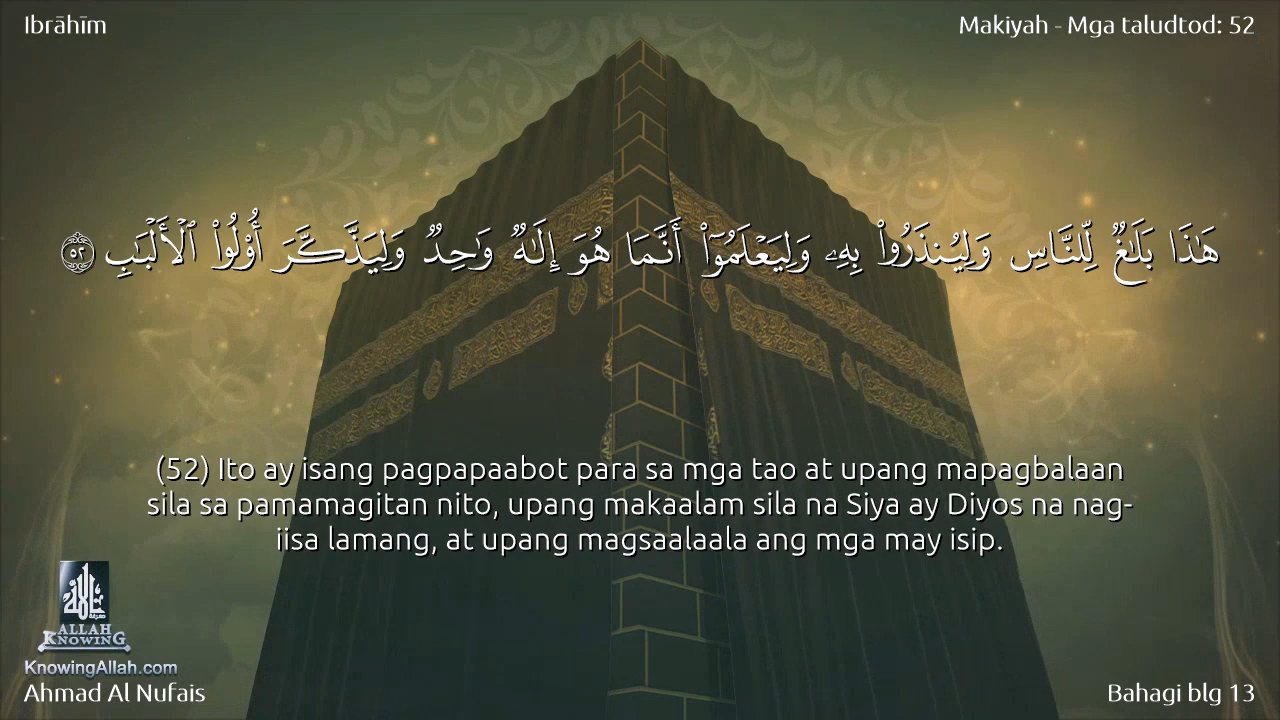 Ibrāhīm
Makiyah - Mga taludtod: 52
هَٰذَا بَلَٰغٌ لِّلنَّاسِ وَلِيُنذَرُوا۟ بِهِۦ وَلِيَعْلَمُوٓا۟ أَنَّمَا هُوَ إِلَٰهٌ وَٰحِدٌ وَلِيَذَّكَّرَ أُو۟لُوا۟ ٱلْأَلْبَٰبِ ٥٢
(52) Ito ay isang pagpapaabot para sa mga tao at upang mapagbalaan
sila sa pamamagitan nito, upang makaalam sila na Siya ay Diyos na nag-
iisa lamang, at upang magsaalaala ang mga may isip.
ALLAH
KNOWING
KnowingAllah.com
Ahmad Al Nufais
Bahagi blg 13